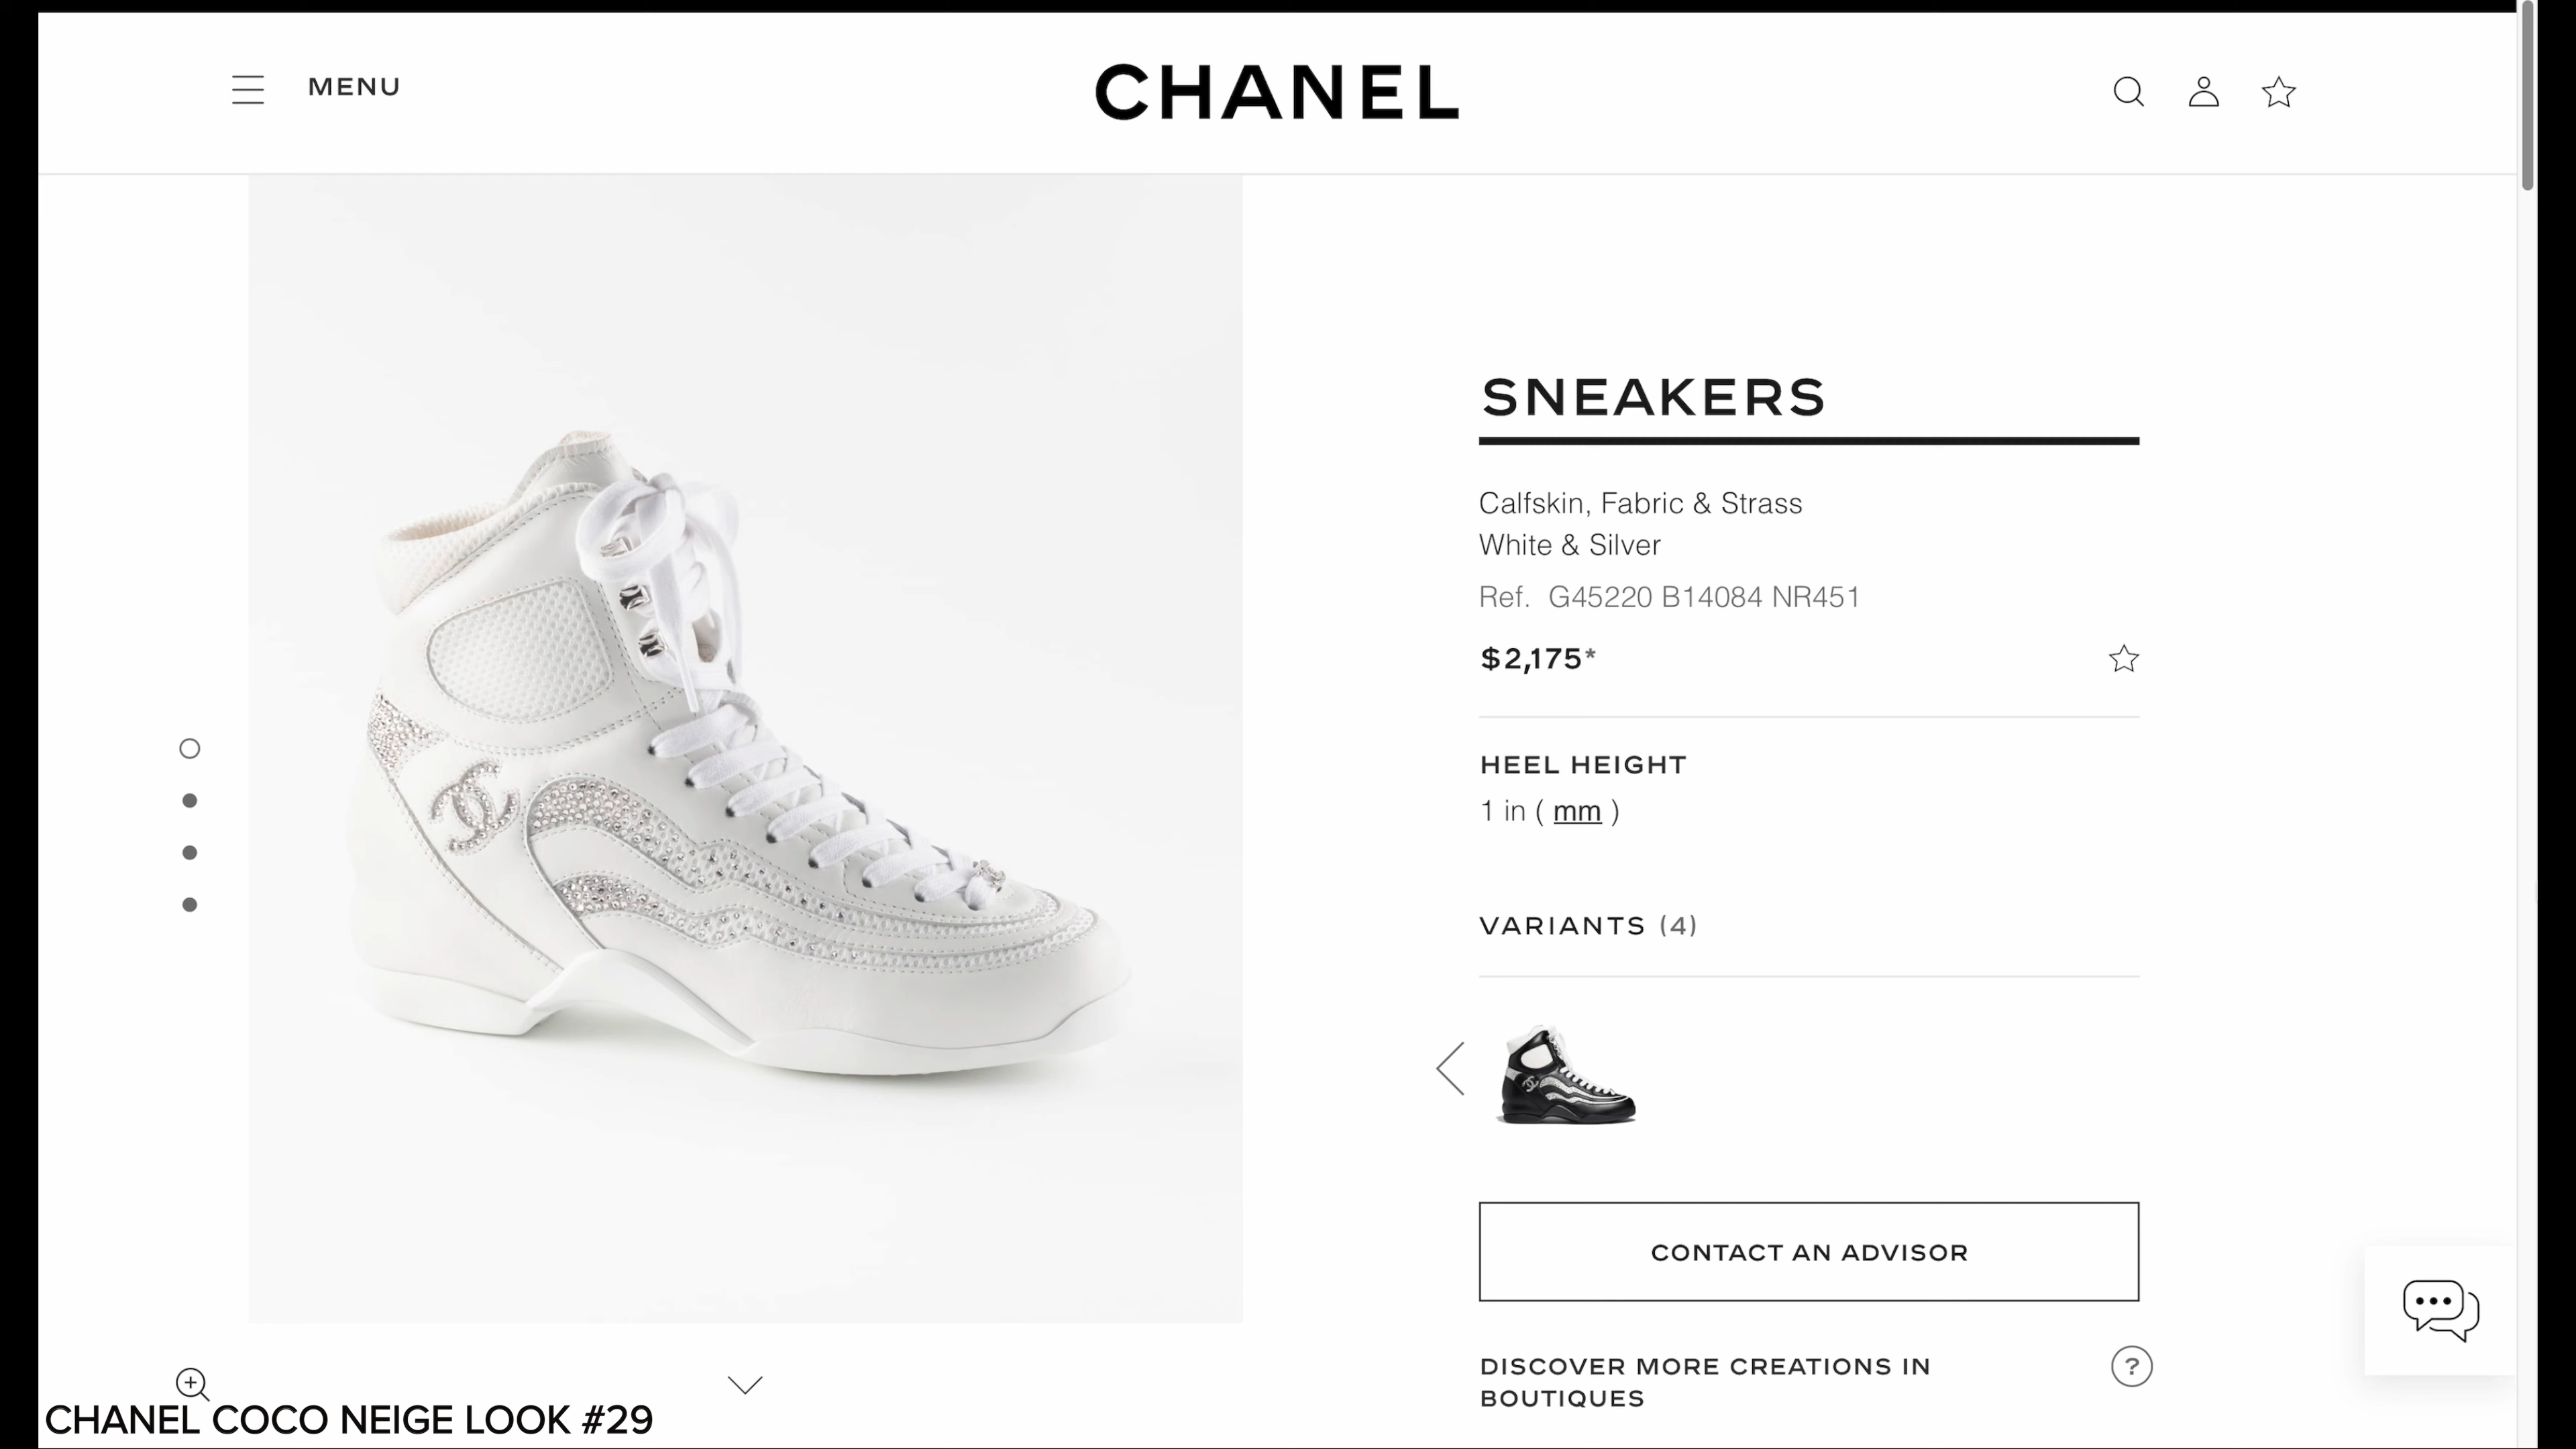 MENU
CHANEL
SNEAKERS
Calfskin, Fabric & Strass
White & Silver
Ref. G45220 B14084 NR451
$2,175*
HEEL HEIGHT
1 in ( mm )
VARIANTS (4)
CONTACT AN ADVISOR
DISCOVER MORE CREATIONS IN
BOUTIQUES
?
CHANEL COCO NEIGE LOOK #29